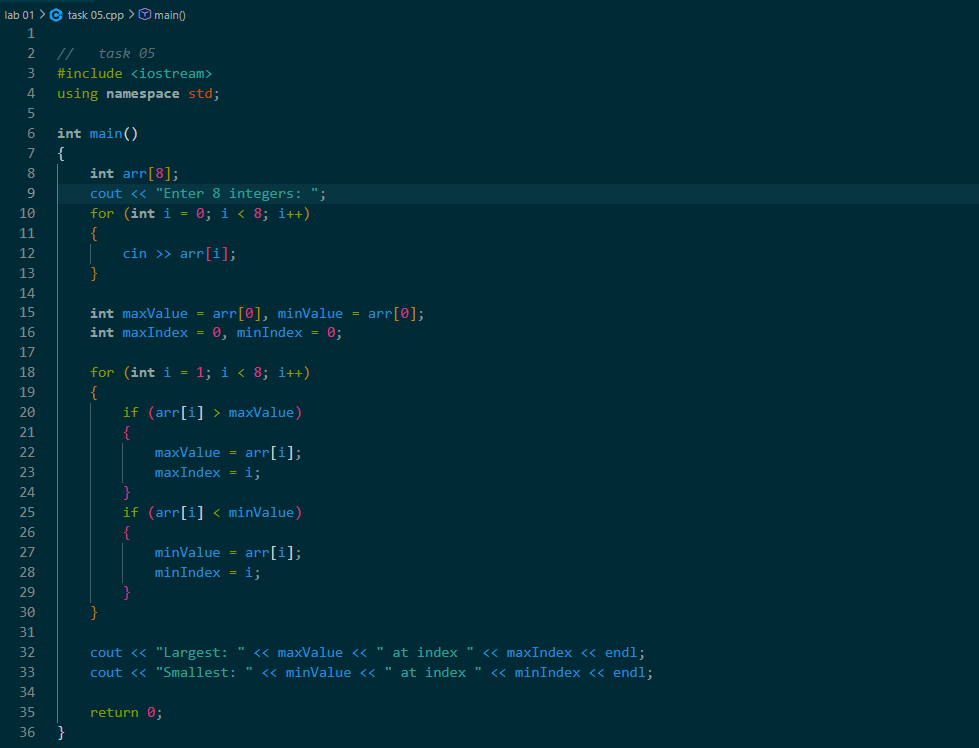 lab 01 > task 05.cpp > main()
1
2 //   task 05
3 #include <iostream>
4 using namespace std;
5
6 int main()
7 {
8     int arr[8];
9     cout << "Enter 8 integers: ";
10     for (int i = 0; i < 8; i++)
11     {
12         cin >> arr[i];
13     }
14
15     int maxValue = arr[0], minValue = arr[0];
16     int maxIndex = 0, minIndex = 0;
17
18     for (int i = 1; i < 8; i++)
19     {
20         if (arr[i] > maxValue)
21         {
22             maxValue = arr[i];
23             maxIndex = i;
24         }
25         if (arr[i] < minValue)
26         {
27             minValue = arr[i];
28             minIndex = i;
29         }
30     }
31
32     cout << "Largest: " << maxValue << " at index " << maxIndex << endl;
33     cout << "Smallest: " << minValue << " at index " << minIndex << endl;
34
35     return 0;
36 }